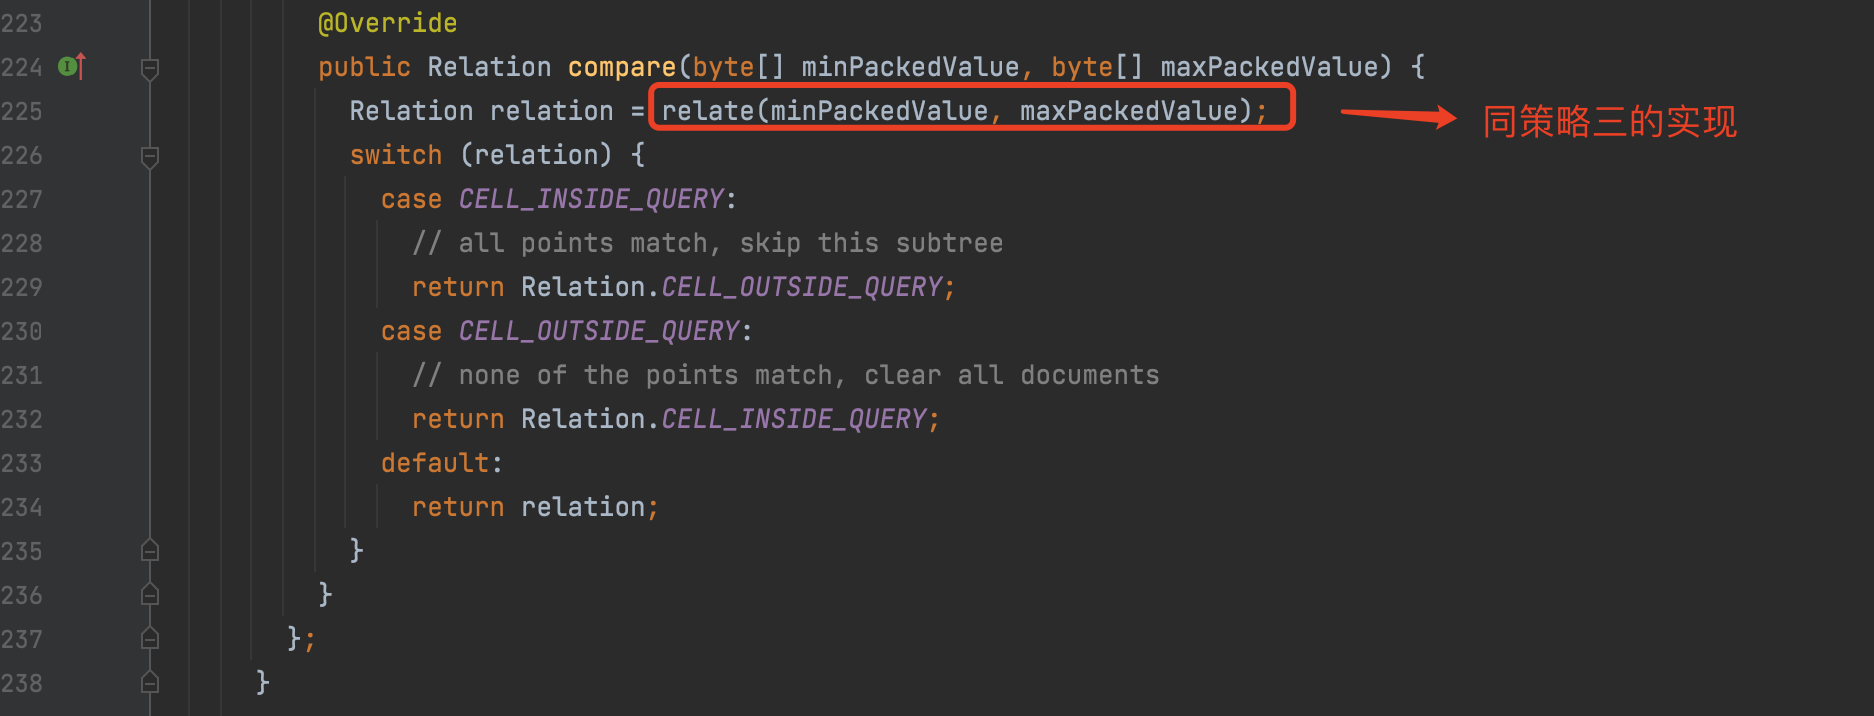 223 @Override
224 public Relation compare(byte[] minPackedValue, byte[] maxPackedValue) {
225 Relation relation = relate(minPackedValue, maxPackedValue); 同策略三的实现
226 switch (relation) {
227 case CELL_INSIDE_QUERY:
228 // all points match, skip this subtree
229 return Relation.CELL_OUTSIDE_QUERY;
230 case CELL_OUTSIDE_QUERY:
231 // none of the points match, clear all documents
232 return Relation.CELL_INSIDE_QUERY;
233 default:
234 return relation;
235 }
236 }
237 };
238 }